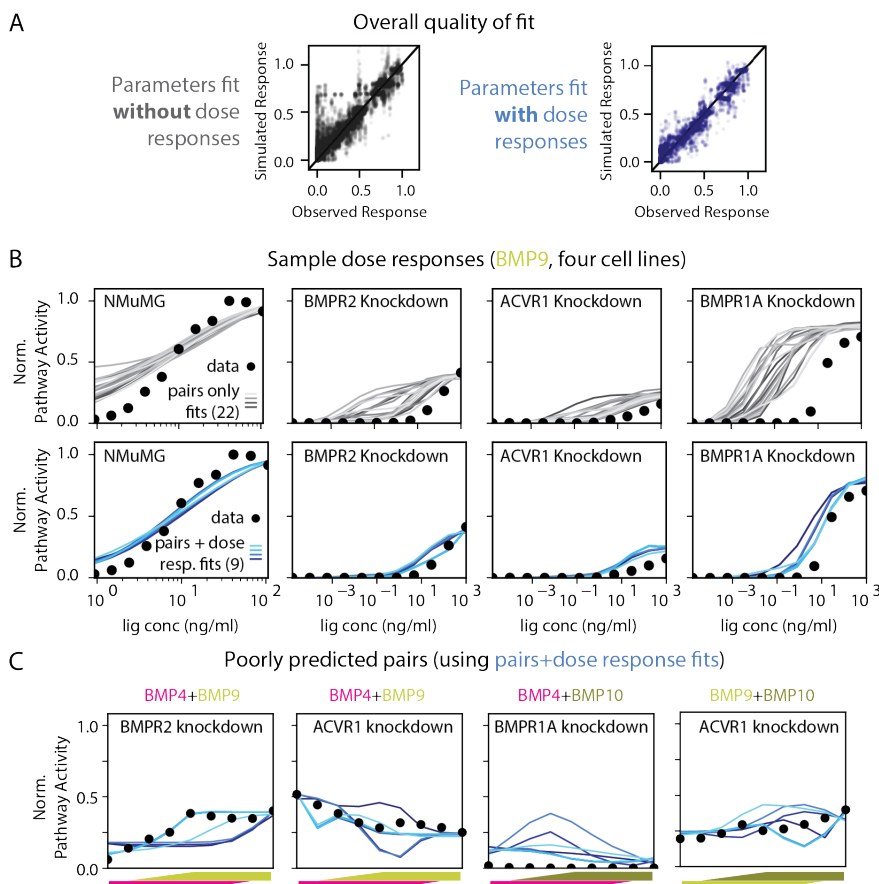 A
Overall quality of fit
Parameters fit
without dose
responses
Simulated Response
1.0
0.5
0.0
0.0 0.5 1.0
Observed Response
Parameters fit
with dose
responses
Simulated Response
1.0
0.5
0.0
0.0 0.5 1.0
Observed Response
B
Sample dose responses (BMP9, four cell lines)
Norm.
Pathway Activity
1.0
0.5
0.0
NMuMG
data
pairs only
fits (22)
BMPR2 Knockdown
ACVR1 Knockdown
BMPR1A Knockdown
Norm.
Pathway Activity
1.0
0.5
0.0
NMuMG
data
pairs + dose
resp. fits (9)
10 0 10 1 10 2
lig conc (ng/ml)
BMPR2 Knockdown
10 −3 10 −1 10 1 10 3
lig conc (ng/ml)
ACVR1 Knockdown
10 −3 10 −1 10 1 10 3
lig conc (ng/ml)
BMPR1A Knockdown
10 −3 10 −1 10 1 10 3
lig conc (ng/ml)
C
Poorly predicted pairs (using pairs+dose response fits)
BMP4+BMP9
BMP4+BMP9
BMP4+BMP10
BMP9+BMP10
Norm.
Pathway Activity
1.0
0.5
0.0
BMPR2 knockdown
ACVR1 knockdown
BMPR1A knockdown
ACVR1 knockdown